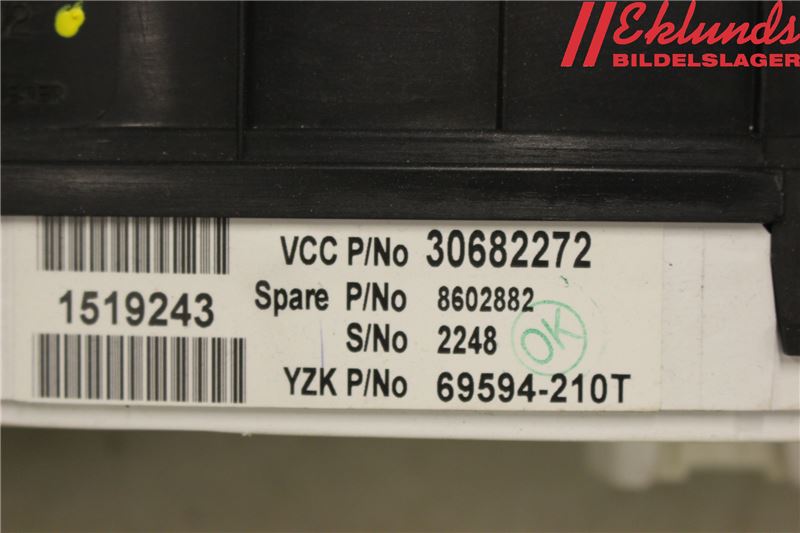 Eklunds
BILDELSLAGER
1519243
VCC P/No 30682272
Spare P/No 8602882
S/No 2248
OK
YZK P/No 69594-210T